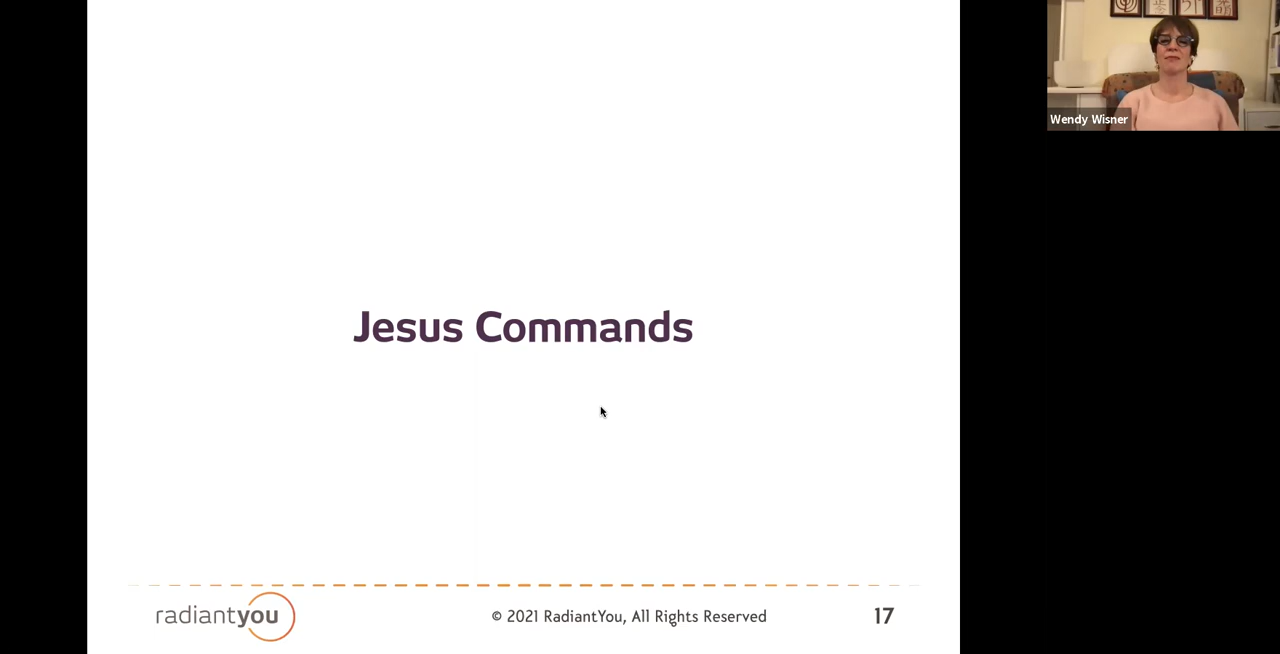 Wendy Wisner
Jesus Commands
radiantyou
© 2021 RadiantYou, All Rights Reserved
17